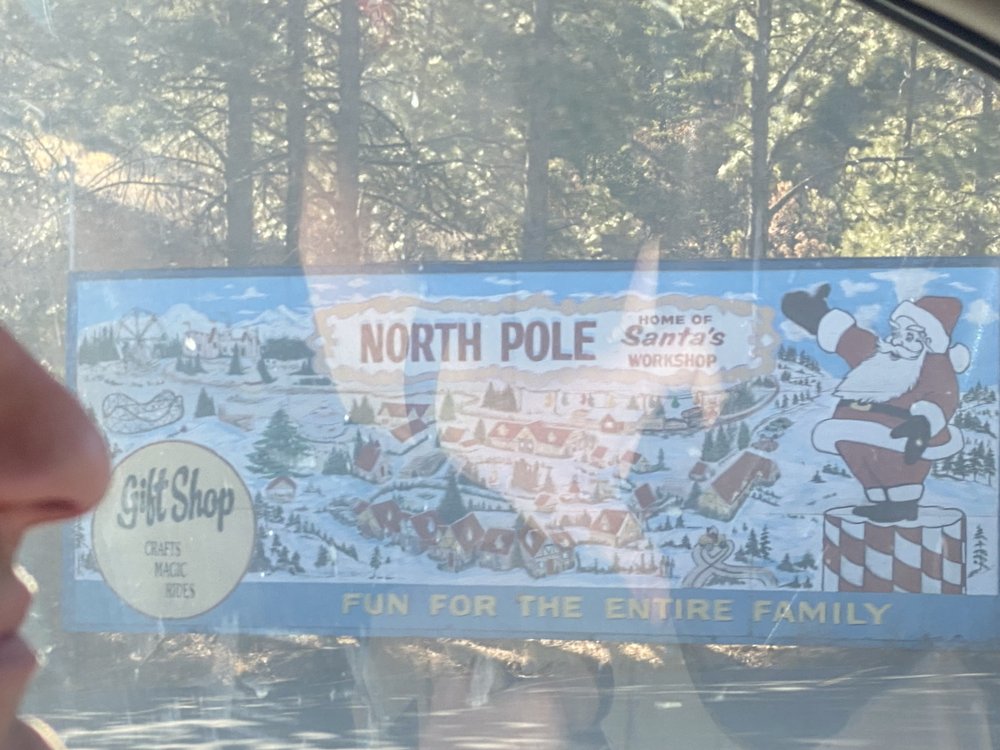 NORTH POLE
HOME OF
Santa's
WORKSHOP
Gift Shop
CRAFTS
MAGIC
RIDES
FUN FOR THE ENTIRE FAMILY